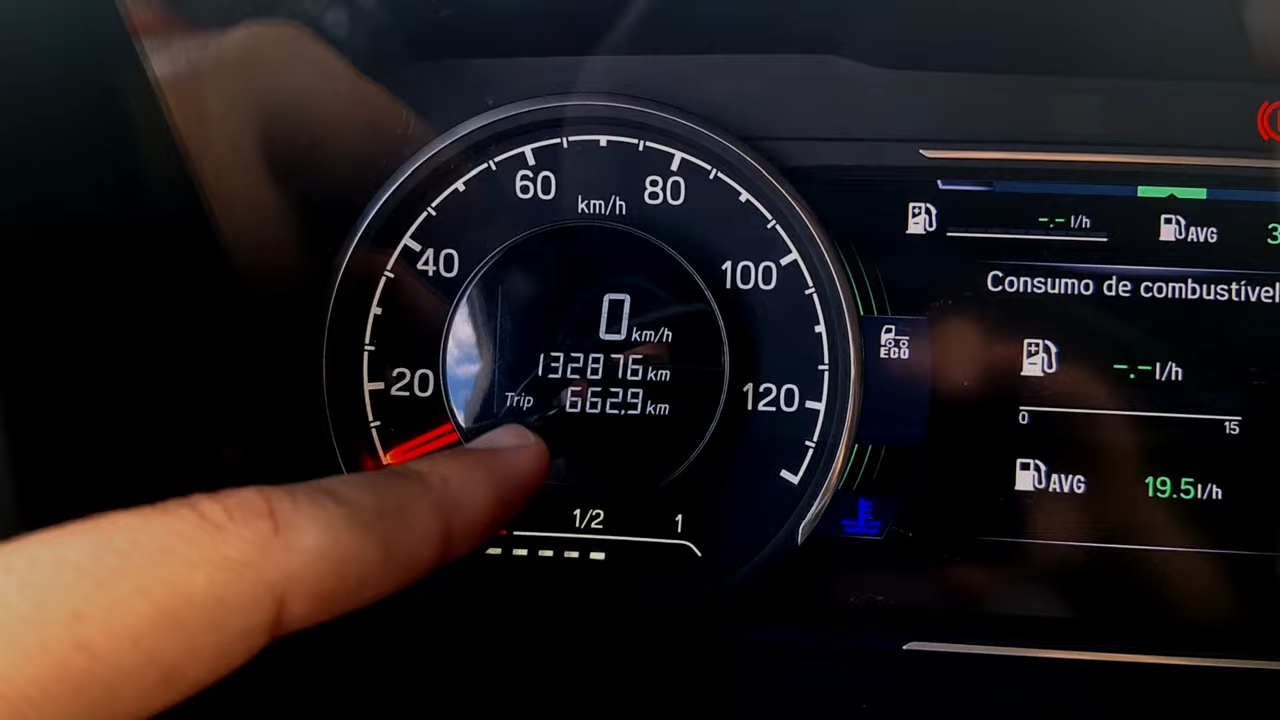 60
80
km/h
40
100
0 km/h
132876 km
20
Trip 662.9 km
120
1/2
1
-.- l/h
AVG
3
Consumo de combustível
ECO
-.- l/h
0
15
AVG 19.5 l/h